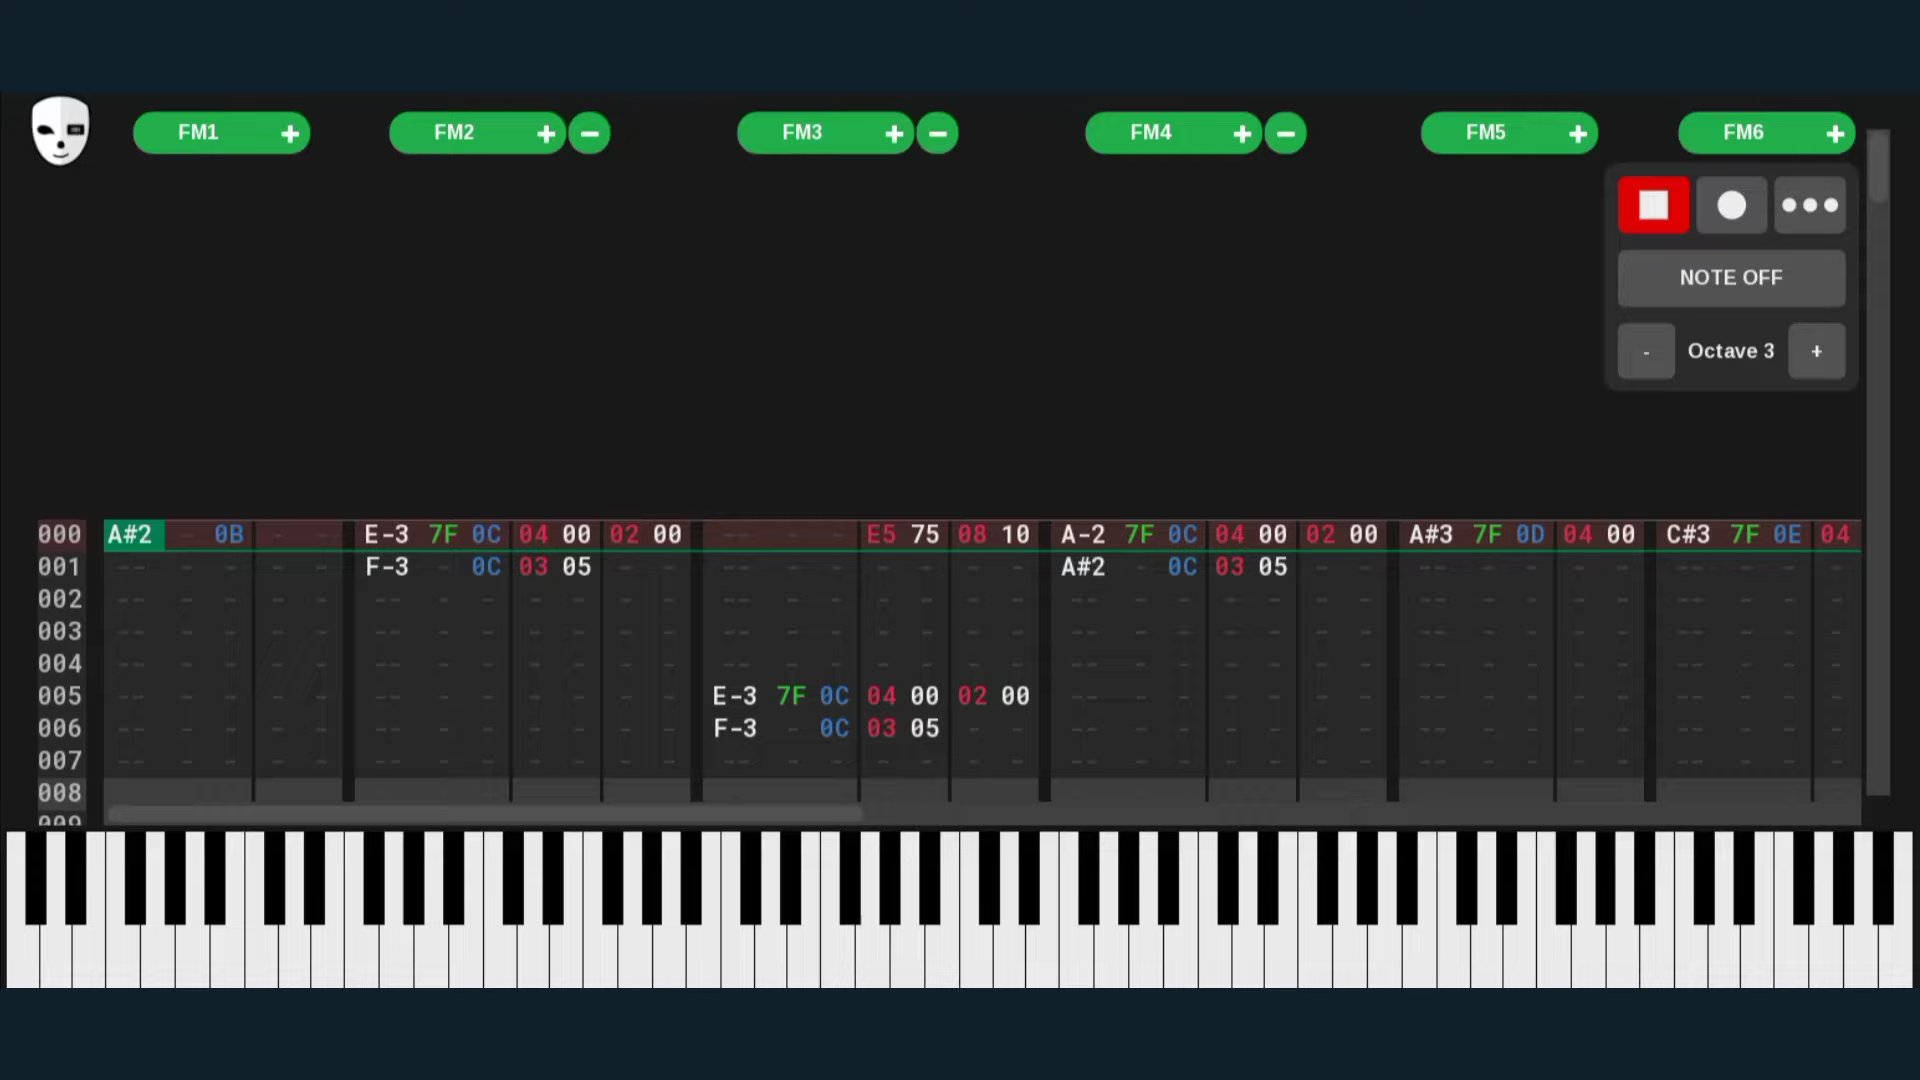 FM1 + FM2 + − FM3 + − FM4 + − FM5 + FM6 +
NOTE OFF
- Octave 3 +
000 A#2 0B E-3 7F 0C 04 00 02 00 E5 75 08 10 A-2 7F 0C 04 00 02 00 A#3 7F 0D 04 00 C#3 7F 0E 04
001 F-3 0C 03 05 A#2 0C 03 05
002
003
004
005 E-3 7F 0C 04 00 02 00
006 F-3 0C 03 05
007
008
009